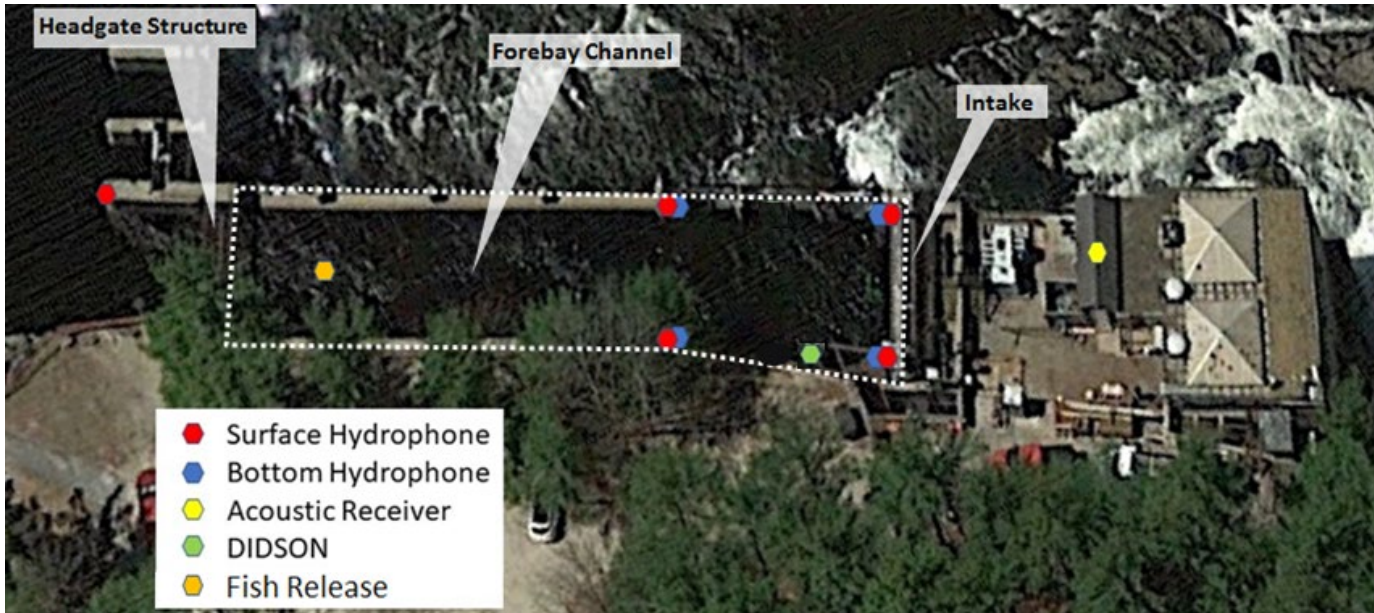 Headgate Structure
Forebay Channel
Intake
Surface Hydrophone
Bottom Hydrophone
Acoustic Receiver
DIDSON
Fish Release